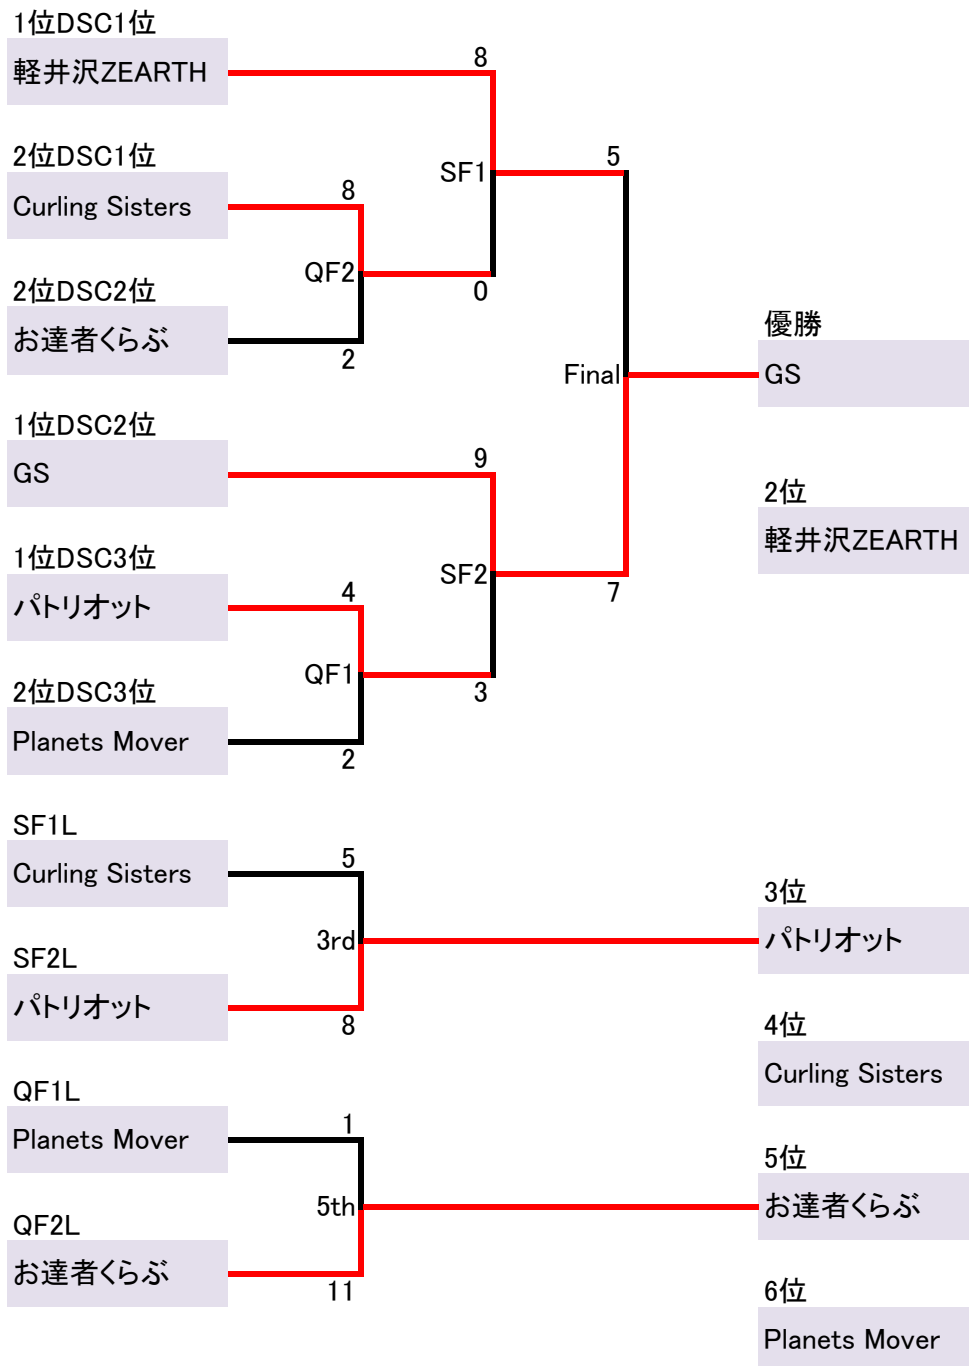 1位DSC1位
軽井沢ZEARTH
8
2位DSC1位
Curling Sisters
8
SF1
5
QF2
0
2位DSC2位
お達者くらぶ
2
優勝
GS
Final
1位DSC2位
GS
9
2位
軽井沢ZEARTH
1位DSC3位
パトリオット
4
SF2
7
QF1
3
2位DSC3位
Planets Mover
2
SF1L
Curling Sisters
5
3rd
3位
パトリオット
SF2L
パトリオット
8
4位
Curling Sisters
QF1L
Planets Mover
1
5th
5位
お達者くらぶ
QF2L
お達者くらぶ
11
6位
Planets Mover